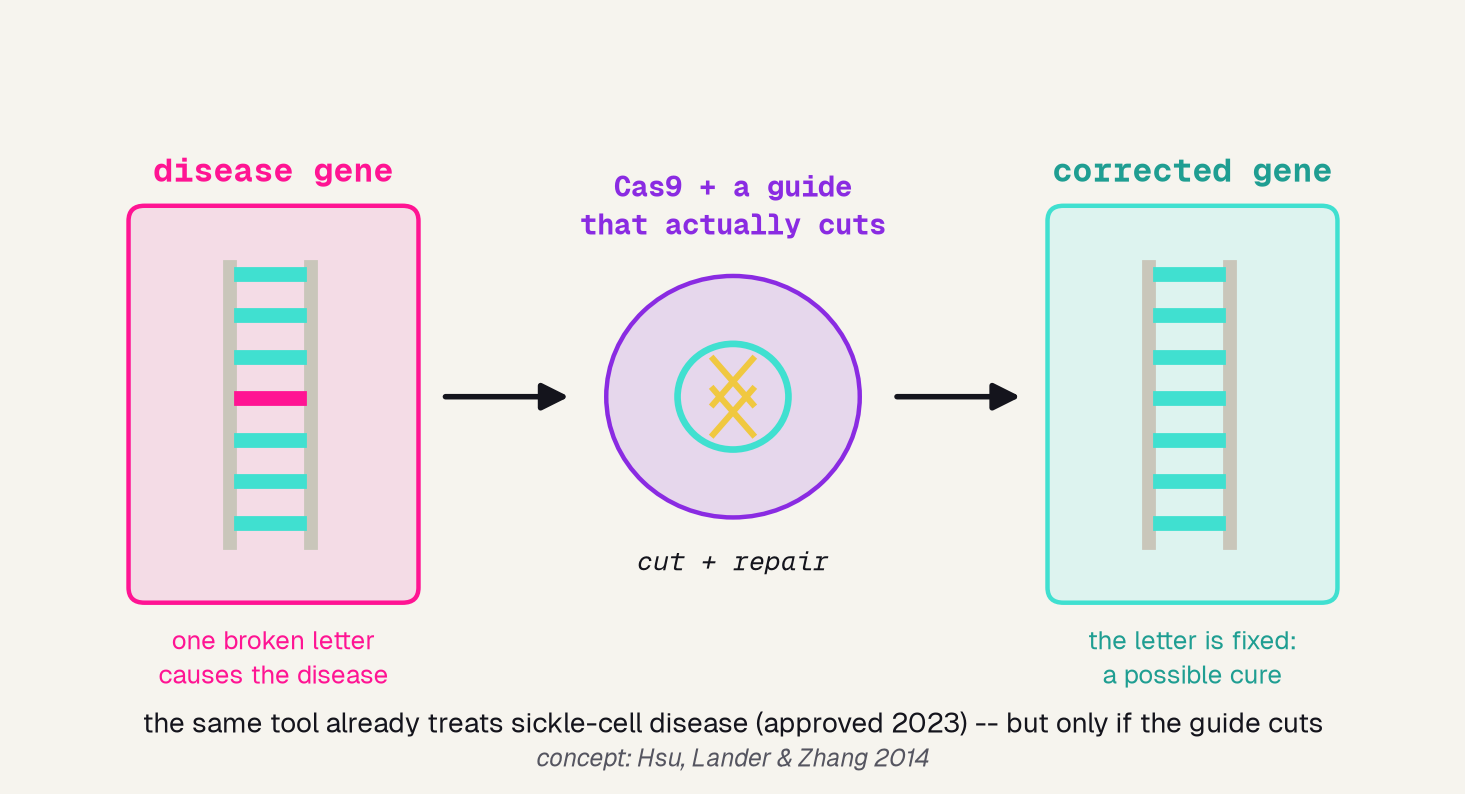 disease gene
Cas9 + a guide
that actually cuts
corrected gene
cut + repair
one broken letter
causes the disease
the letter is fixed:
a possible cure
the same tool already treats sickle-cell disease (approved 2023) -- but only if the guide cuts
concept: Hsu, Lander & Zhang 2014